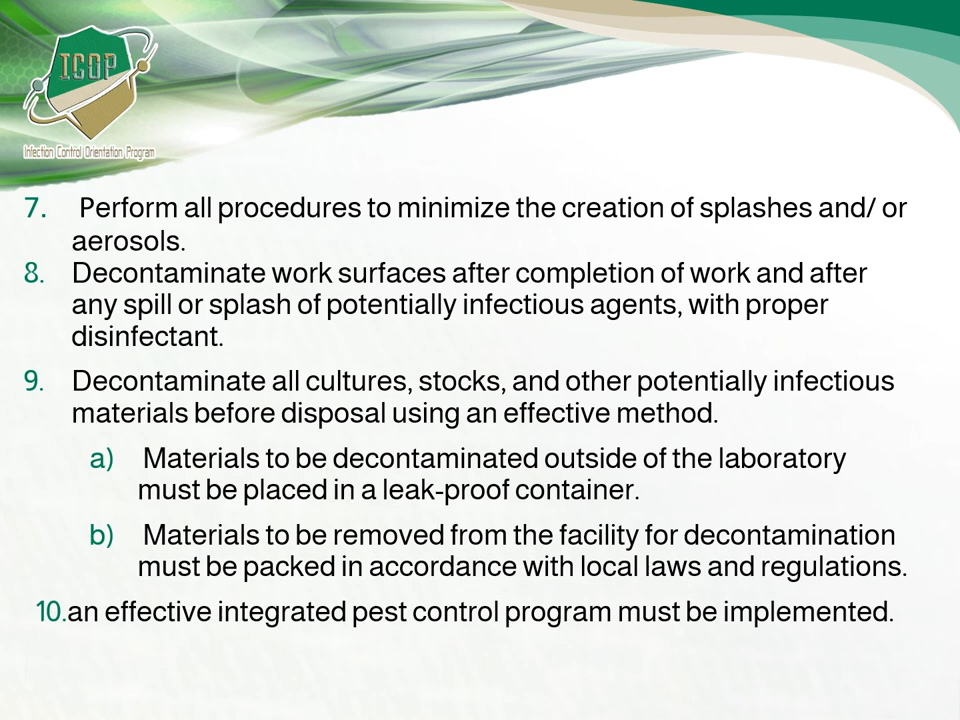 ICOP
Infection Control Orientation Program
7. Perform all procedures to minimize the creation of splashes and/ or
aerosols.
8. Decontaminate work surfaces after completion of work and after
any spill or splash of potentially infectious agents, with proper
disinfectant.
9. Decontaminate all cultures, stocks, and other potentially infectious
materials before disposal using an effective method.
a) Materials to be decontaminated outside of the laboratory
must be placed in a leak-proof container.
b) Materials to be removed from the facility for decontamination
must be packed in accordance with local laws and regulations.
10.an effective integrated pest control program must be implemented.